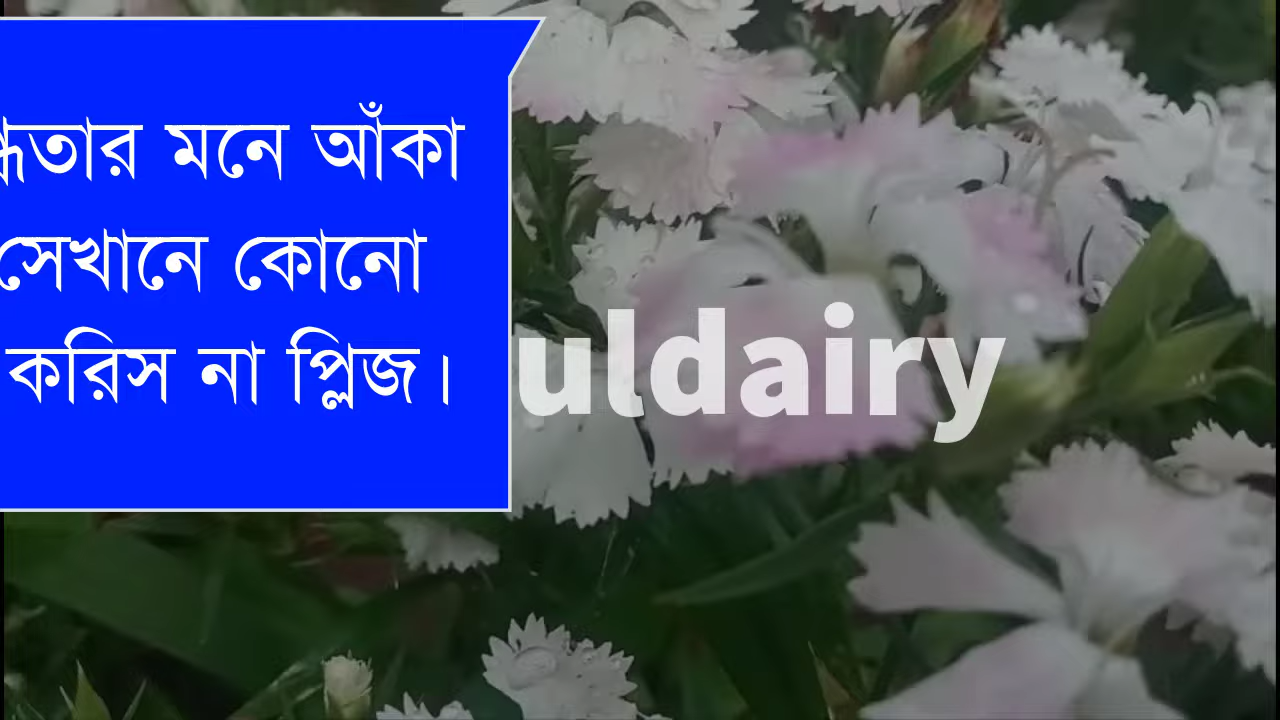 মনে আঁকা
সেখানে কোনো
করিস না প্লিজ।
uldairy